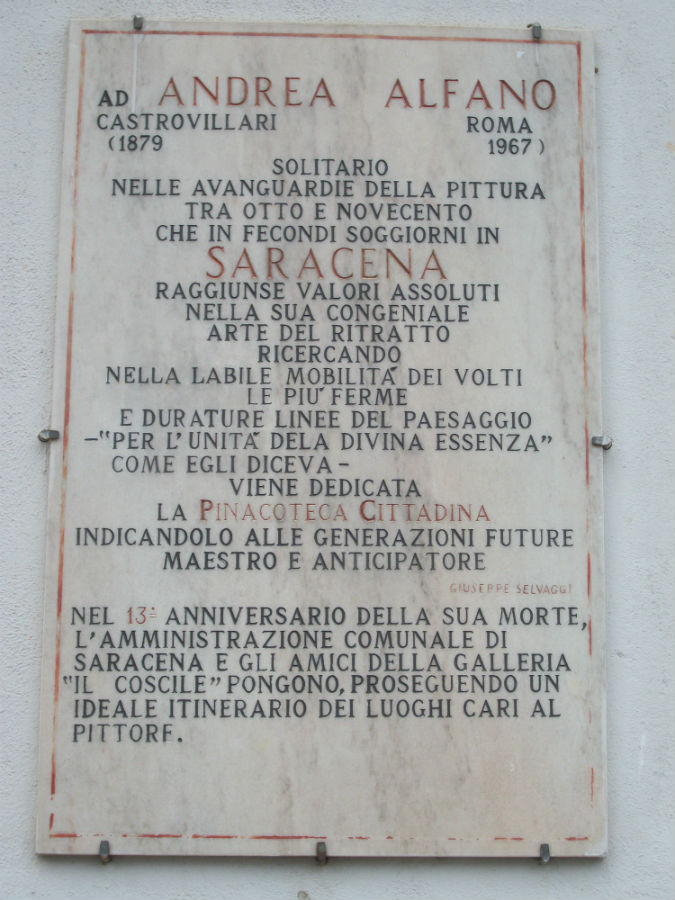 AD ANDREA ALFANO
CASTROVILLARI ROMA
(1879 1967)
SOLITARIO
NELLE AVANGUARDIE DELLA PITTURA
TRA OTTO E NOVECENTO
CHE IN FECONDI SOGGIORNI IN
SARACENA
RAGGIUNSE VALORI ASSOLUTI
NELLA SUA CONGENIALE
ARTE DEL RITRATTO
RICERCANDO
NELLA LABILE MOBILITÁ DEI VOLTI
LE PIÚ FERME
E DURATURE LINEE DEL PAESAGGIO
–"PER L'UNITÁ DELA DIVINA ESSENZA"
COME EGLI DICEVA–
VIENE DEDICATA
LA PINACOTECA CITTADINA
INDICANDOLO ALLE GENERAZIONI FUTURE
MAESTRO E ANTICIPATORE
GIUSEPPE SELVAGGI
NEL 13º ANNIVERSARIO DELLA SUA MORTE,
L'AMMINISTRAZIONE COMUNALE DI
SARACENA E GLI AMICI DELLA GALLERIA
"IL COSCILE" PONGONO, PROSEGUENDO UN
IDEALE ITINERARIO DEI LUOGHI CARI AL
PITTORE.